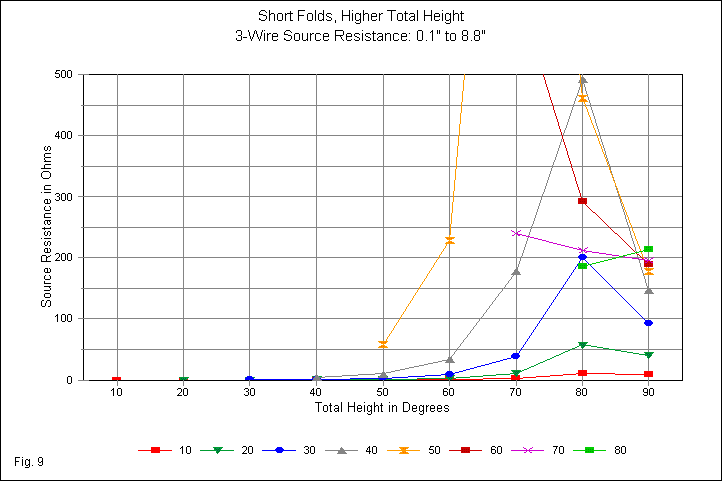 Short Folds, Higher Total Height
3-Wire Source Resistance: 0.1" to 8.8"
Source Resistance in Ohms
500
400
300
200
100
0
10 20 30 40 50 60 70 80 90
Total Height in Degrees
10 20 30 40 50 60 70 80
Fig. 9